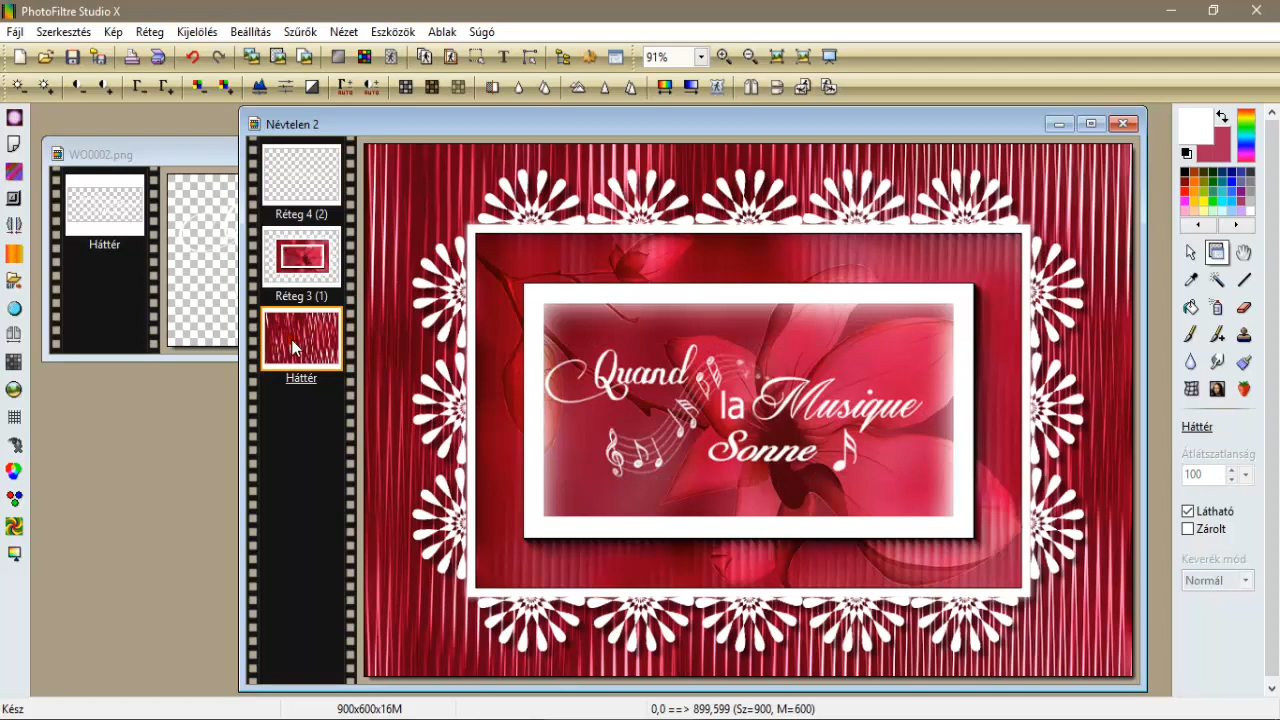 PhotoFiltre Studio X
Fájl Szerkesztés Kép Réteg Kijelölés Beállítás Szűrők Nézet Eszközök Ablak Súgó
91%
AUTO AUTO
Névtelen 2
WO0002.png
Háttér
Réteg 4 (2)
Réteg 3 (1)
Háttér
Quand
la Musique
Sonne
Háttér
Átlátszatlanság
100
Látható
Zárolt
Keverék mód
Normál
Kész
900x600x16M
0,0 ==> 899,599 (Sz=900, M=600)